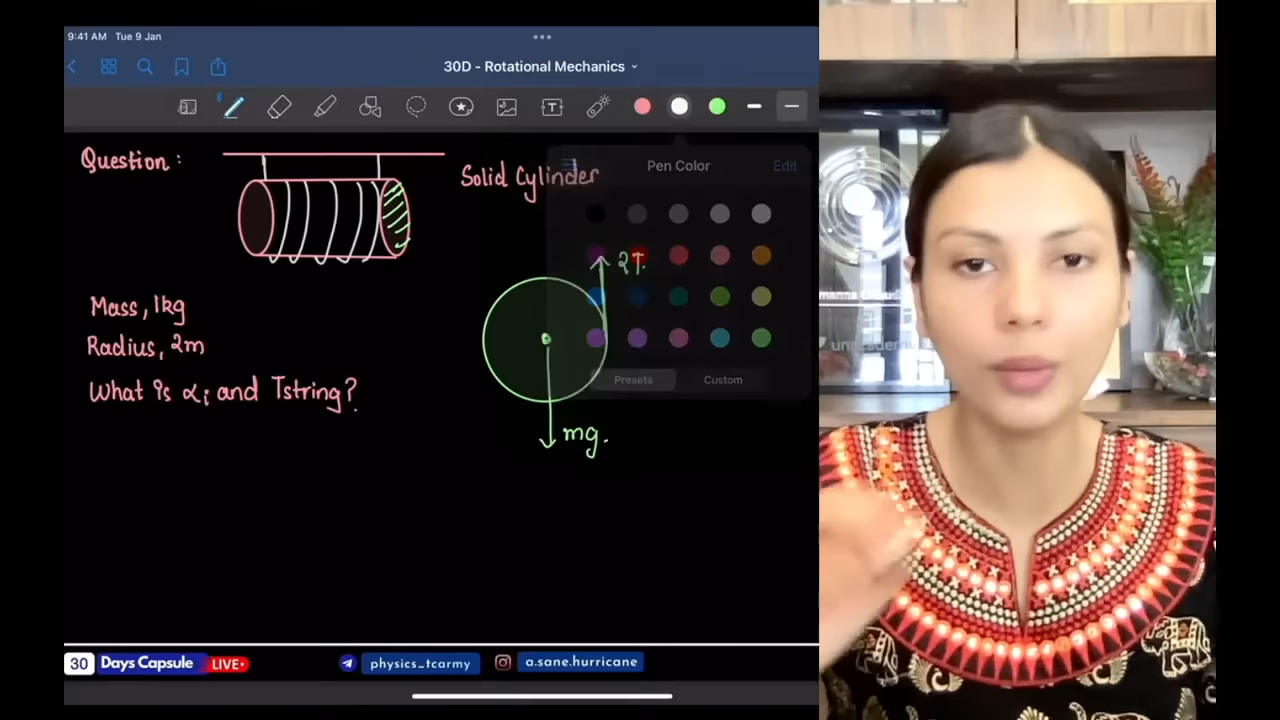 9:41 AM Tue 9 Jan
30D - Rotational Mechanics
Question :
Solid Cylinder
Pen Color
Edit
2T.
Mass, 1kg
Radius, 2m
What is α; and Tstring?
Presets
Custom
mg.
30 Days Capsule LIVE
physics_tcarmy
a.sane.hurricane